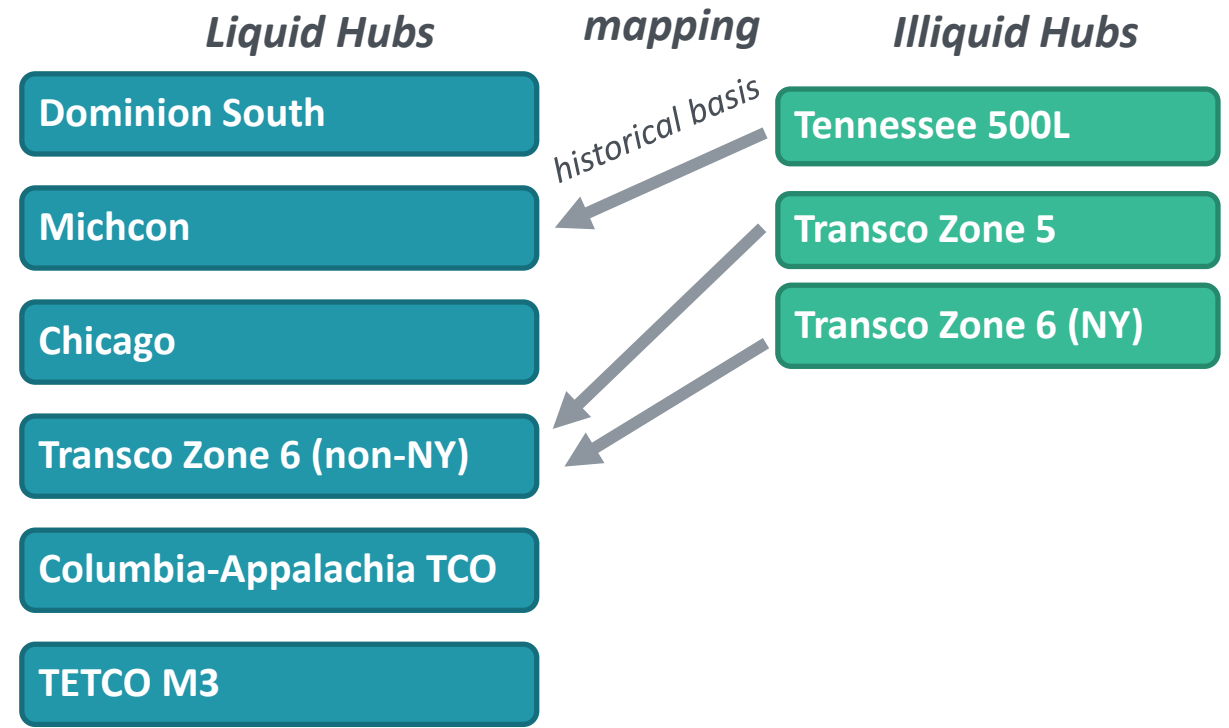 Liquid Hubs
mapping
Illiquid Hubs
Dominion South
Michcon
Chicago
Transco Zone 6 (non-NY)
Columbia-Appalachia TCO
TETCO M3
historical basis
Tennessee 500L
Transco Zone 5
Transco Zone 6 (NY)